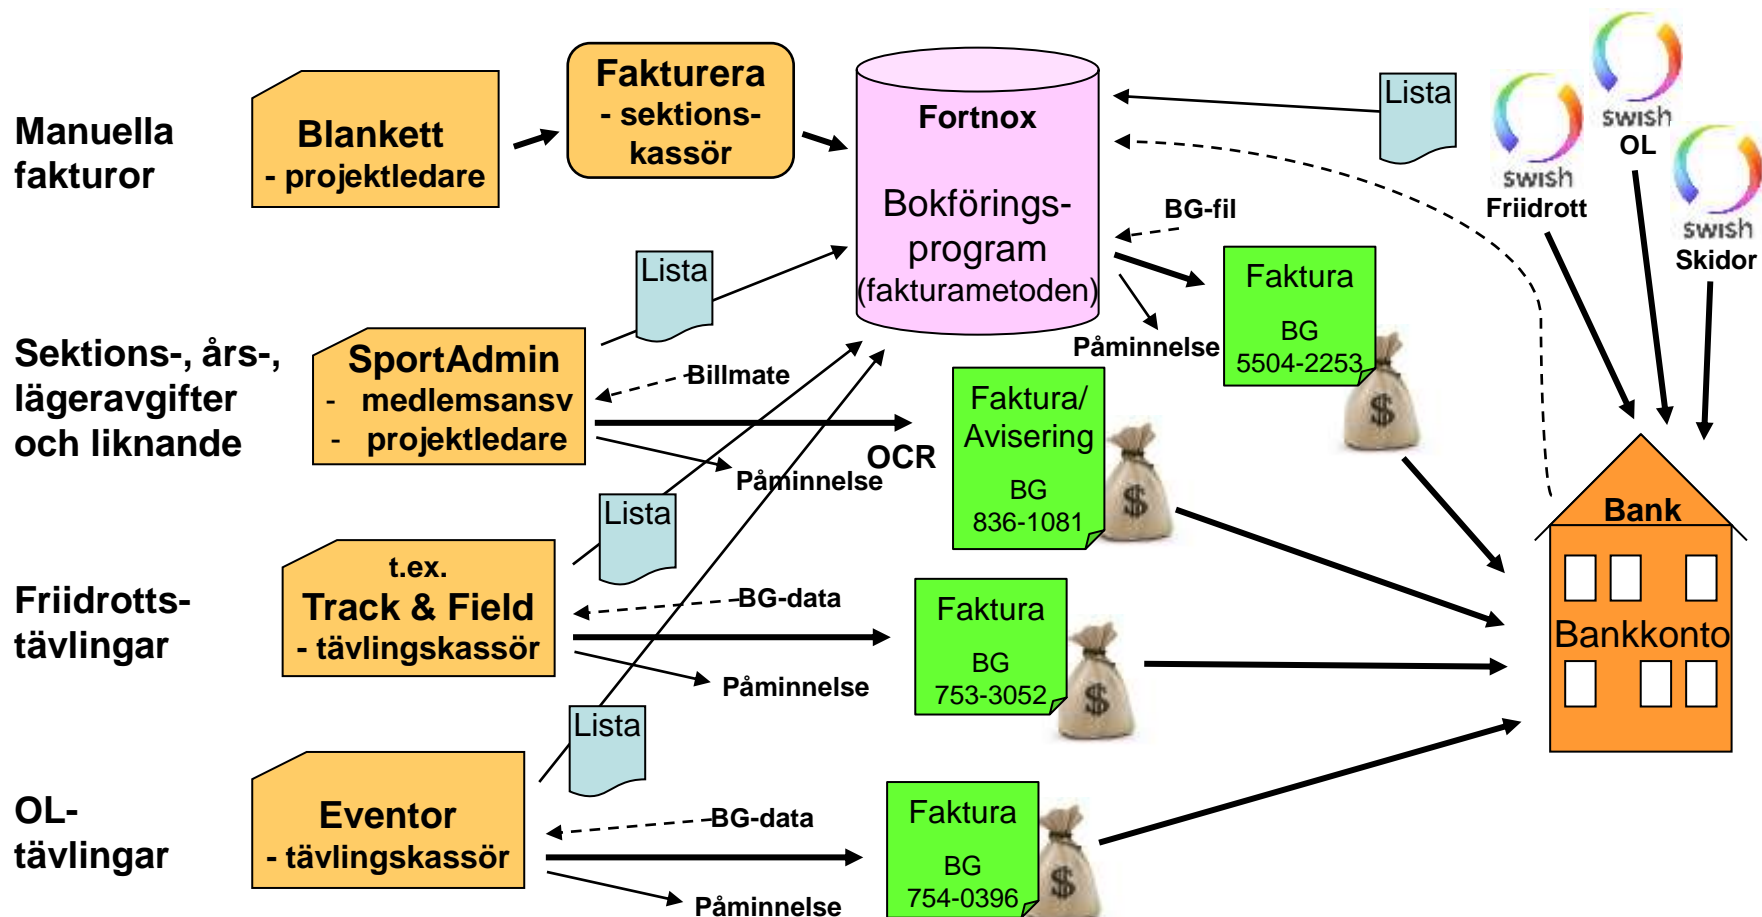 Manuella
fakturor
Blankett
- projektledare
Fakturera
- sektions-
kassör
Fortnox
Bokförings-
program
(fakturametoden)
Lista
swish
Friidrott
swish
OL
swish
Skidor
BG-fil
Påminnelse
Faktura
BG
5504-2253
$
Sektions-, års-,
lägeravgifter
och liknande
Lista
SportAdmin
- medlemsansv
- projektledare
Billmate
Påminnelse
OCR
Faktura/
Avisering
BG
836-1081
$
Bank
Bankkonto
Friidrotts-
tävlingar
Lista
t.ex.
Track & Field
- tävlingskassör
BG-data
Påminnelse
Faktura
BG
753-3052
$
OL-
tävlingar
Lista
Eventor
- tävlingskassör
BG-data
Påminnelse
Faktura
BG
754-0396
$